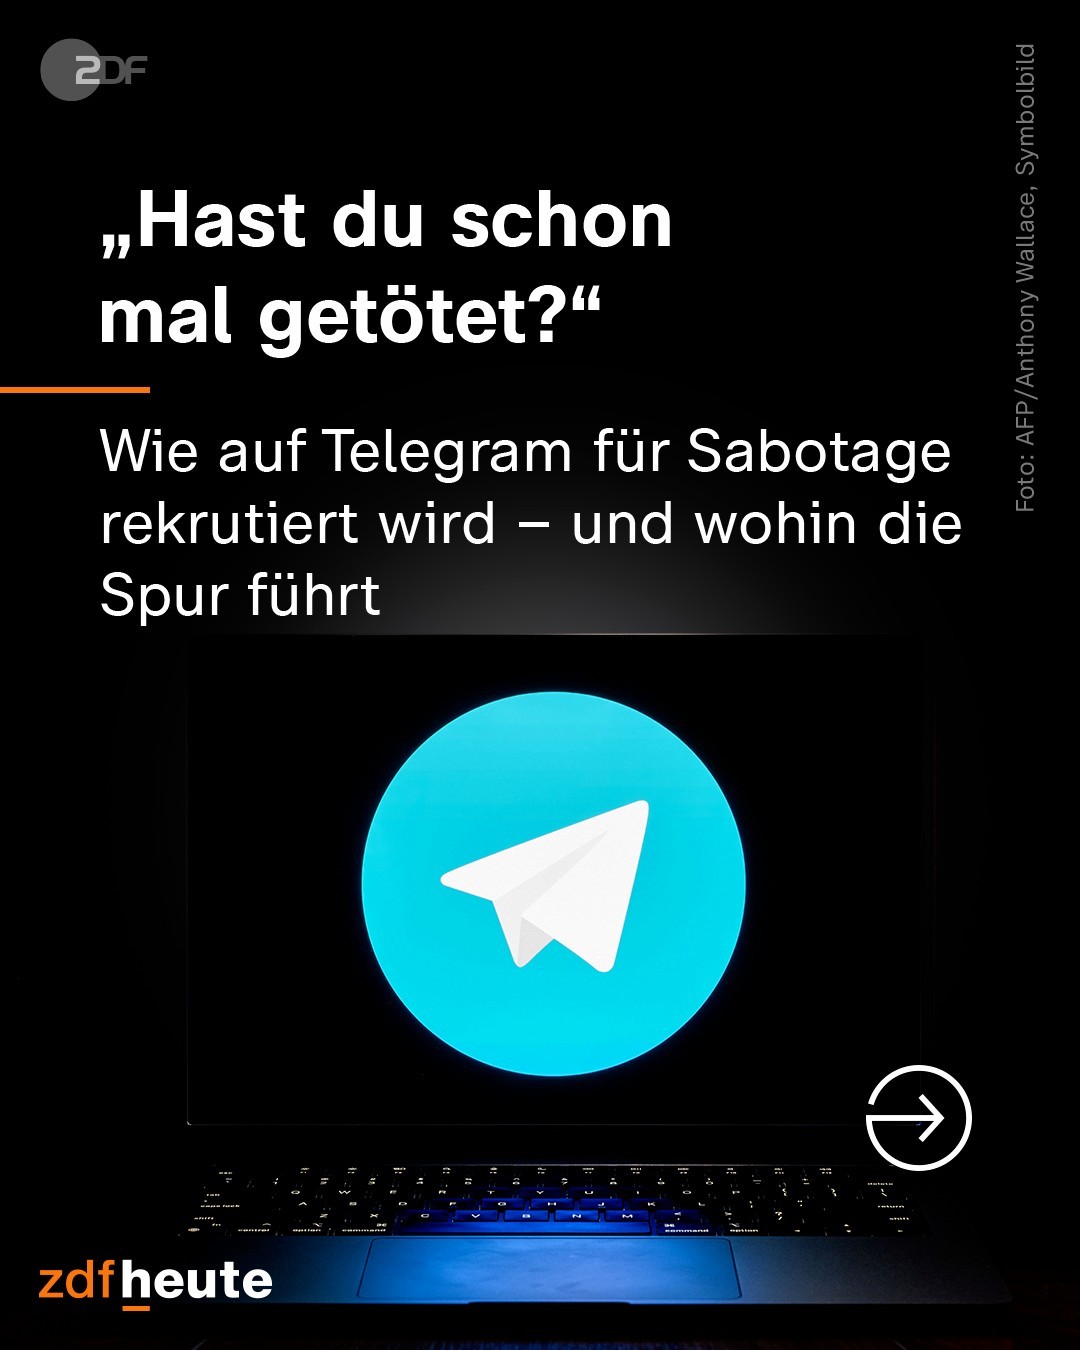 ZDF
Foto: AFP/Anthony Wallace, Symbolbild
„Hast du schon
mal getötet?“
Wie auf Telegram für Sabotage
rekrutiert wird – und wohin die
Spur führt
zdfheute